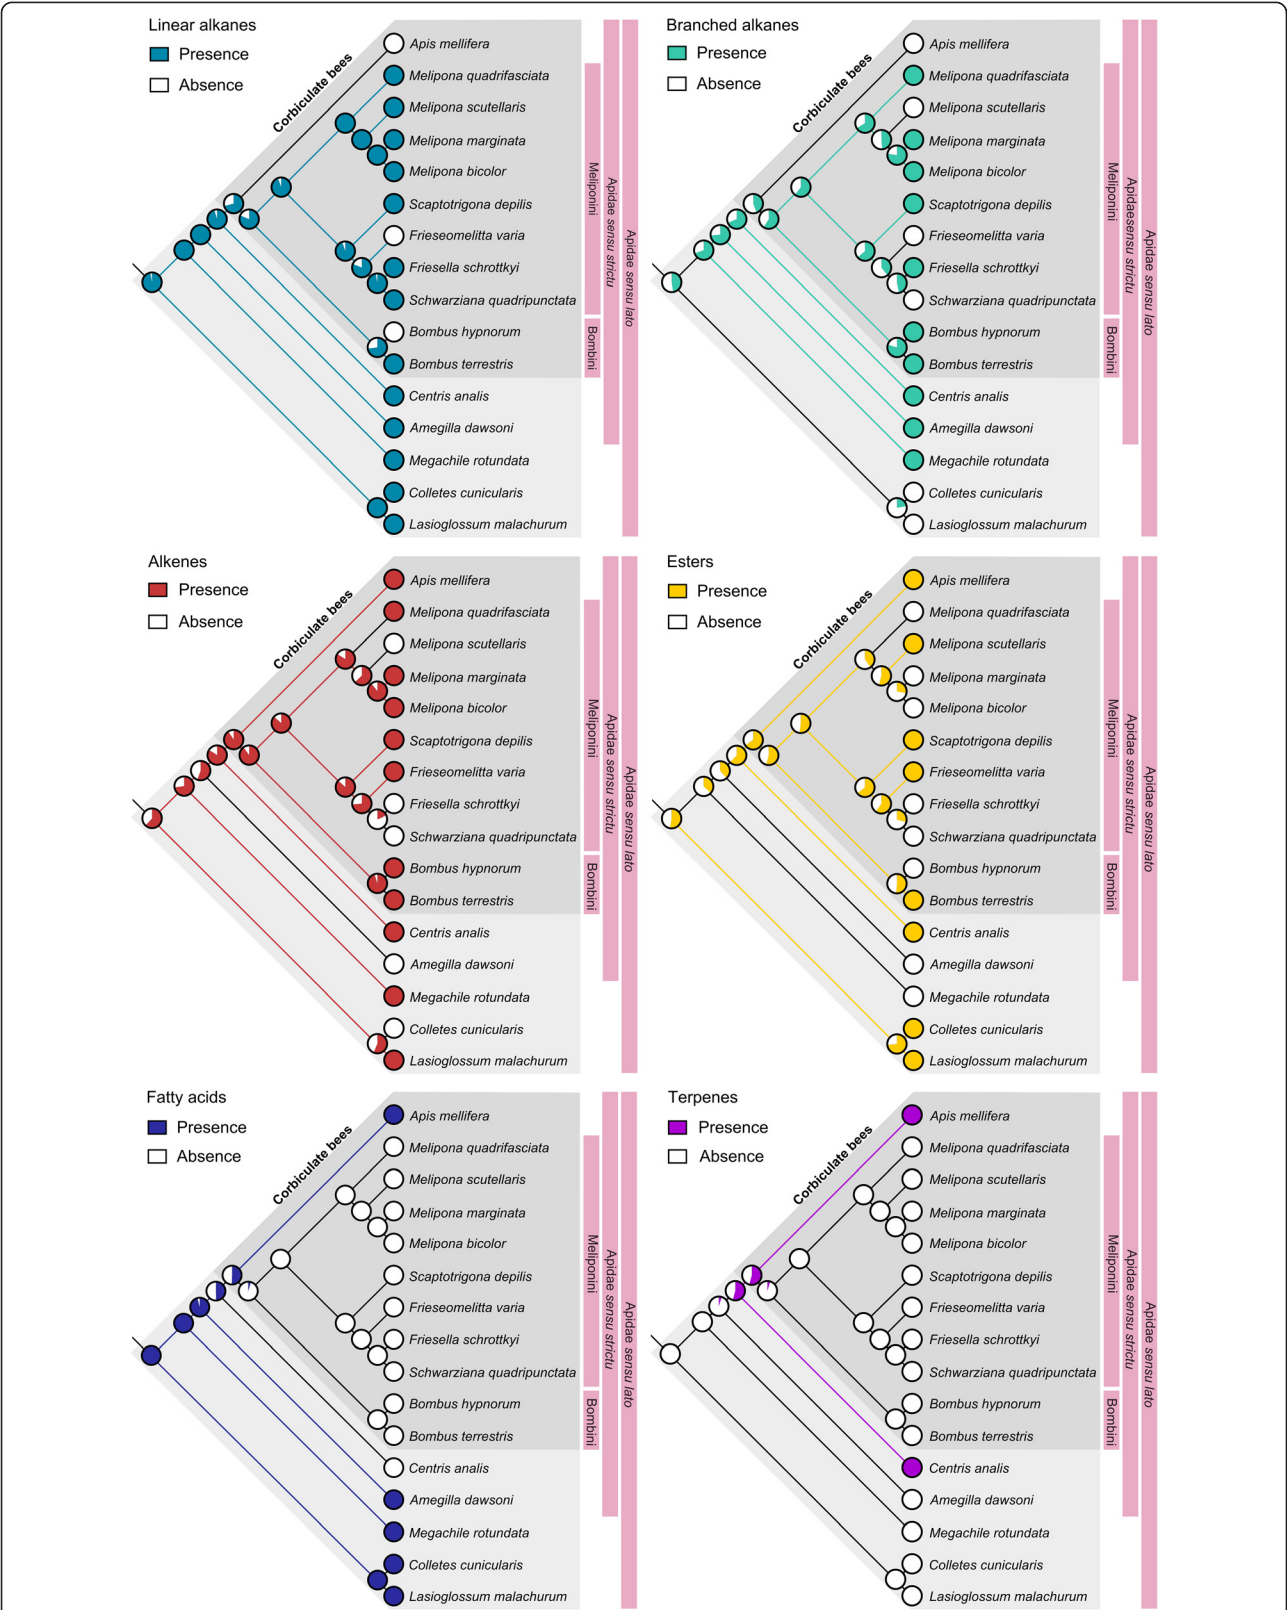 Linear alkanes
Presence
Absence
Corbiculate bees
Apis mellifera
Melipona quadrifasciata
Melipona scutellaris
Melipona marginata
Melipona bicolor
Scaptotrigona depilis
Frieseomelitta varia
Friesella schrottkyi
Schwarziana quadripunctata
Bombus hypnorum
Bombus terrestris
Centris analis
Amegilla dawsoni
Megachile rotundata
Colletes cunicularis
Lasioglossum malachurum
Meliponini
Bombini
Apidae sensu strictu
Apidae sensu lato
Branched alkanes
Presence
Absence
Corbiculate bees
Apis mellifera
Melipona quadrifasciata
Melipona scutellaris
Melipona marginata
Melipona bicolor
Scaptotrigona depilis
Frieseomelitta varia
Friesella schrottkyi
Schwarziana quadripunctata
Bombus hypnorum
Bombus terrestris
Centris analis
Amegilla dawsoni
Megachile rotundata
Colletes cunicularis
Lasioglossum malachurum
Meliponini
Bombini
Apidaesensu strictu
Apidae sensu lato
Alkenes
Presence
Absence
Corbiculate bees
Apis mellifera
Melipona quadrifasciata
Melipona scutellaris
Melipona marginata
Melipona bicolor
Scaptotrigona depilis
Frieseomelitta varia
Friesella schrottkyi
Schwarziana quadripunctata
Bombus hypnorum
Bombus terrestris
Centris analis
Amegilla dawsoni
Megachile rotundata
Colletes cunicularis
Lasioglossum malachurum
Meliponini
Bombini
Apidae sensu strictu
Apidae sensu lato
Esters
Presence
Absence
Corbiculate bees
Apis mellifera
Melipona quadrifasciata
Melipona scutellaris
Melipona marginata
Melipona bicolor
Scaptotrigona depilis
Frieseomelitta varia
Friesella schrottkyi
Schwarziana quadripunctata
Bombus hypnorum
Bombus terrestris
Centris analis
Amegilla dawsoni
Megachile rotundata
Colletes cunicularis
Lasioglossum malachurum
Meliponini
Bombini
Apidae sensu strictu
Apidae sensu lato
Fatty acids
Presence
Absence
Corbiculate bees
Apis mellifera
Melipona quadrifasciata
Melipona scutellaris
Melipona marginata
Melipona bicolor
Scaptotrigona depilis
Frieseomelitta varia
Friesella schrottkyi
Schwarziana quadripunctata
Bombus hypnorum
Bombus terrestris
Centris analis
Amegilla dawsoni
Megachile rotundata
Colletes cunicularis
Lasioglossum malachurum
Meliponini
Bombini
Apidae sensu strictu
Apidae sensu lato
Terpenes
Presence
Absence
Corbiculate bees
Apis mellifera
Melipona quadrifasciata
Melipona scutellaris
Melipona marginata
Melipona bicolor
Scaptotrigona depilis
Frieseomelitta varia
Friesella schrottkyi
Schwarziana quadripunctata
Bombus hypnorum
Bombus terrestris
Centris analis
Amegilla dawsoni
Megachile rotundata
Colletes cunicularis
Lasioglossum malachurum
Meliponini
Bombini
Apidae sensu strictu
Apidae sensu lato